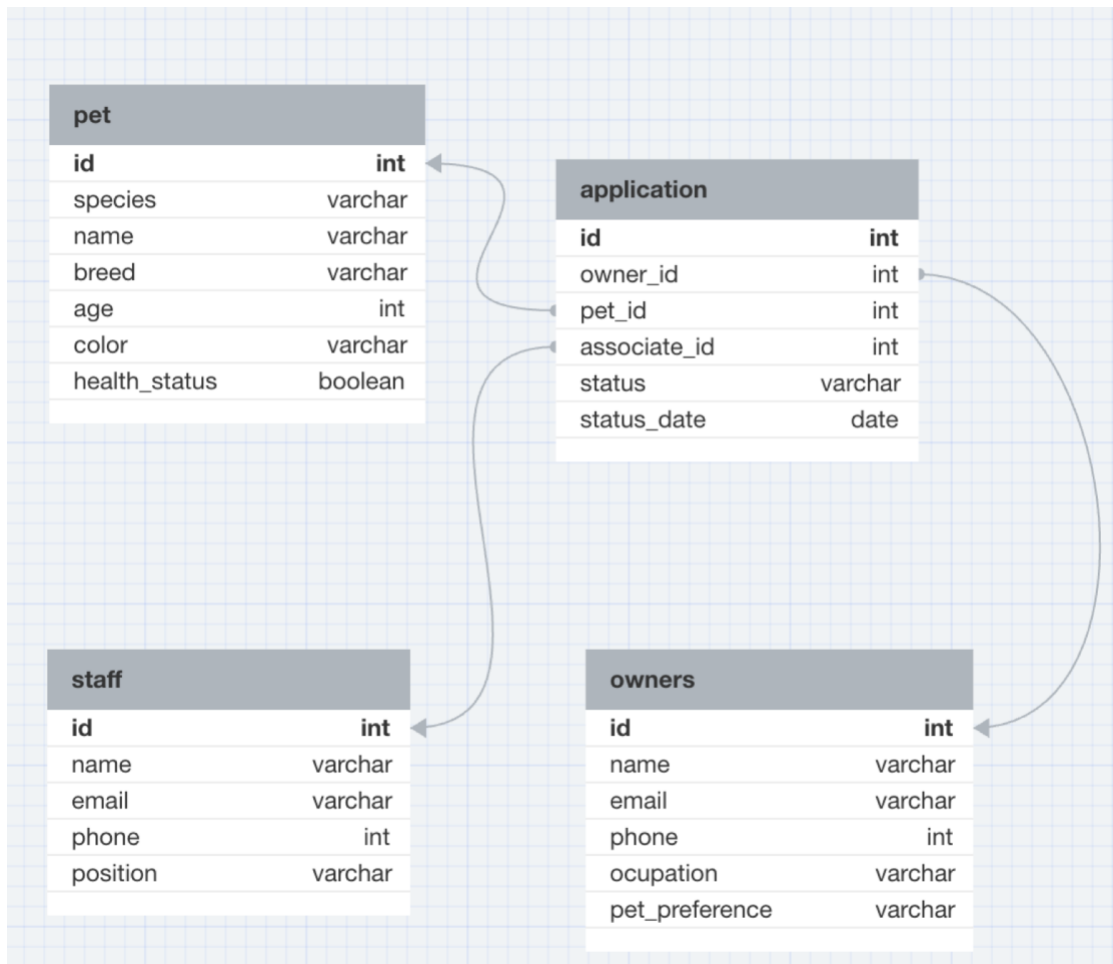 pet
id int
species varchar
name varchar
breed varchar
age int
color varchar
health_status boolean
application
id int
owner_id int
pet_id int
associate_id int
status varchar
status_date date
staff
id int
name varchar
email varchar
phone int
position varchar
owners
id int
name varchar
email varchar
phone int
ocupation varchar
pet_preference varchar